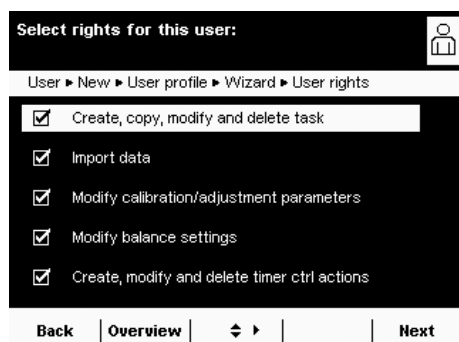 Select rights for this user:
User ▸ New ▸ User profile ▸ Wizard ▸ User rights
Create, copy, modify and delete task
Import data
Modify calibration/adjustment parameters
Modify balance settings
Create, modify and delete timer ctrl actions
Back Overview Next